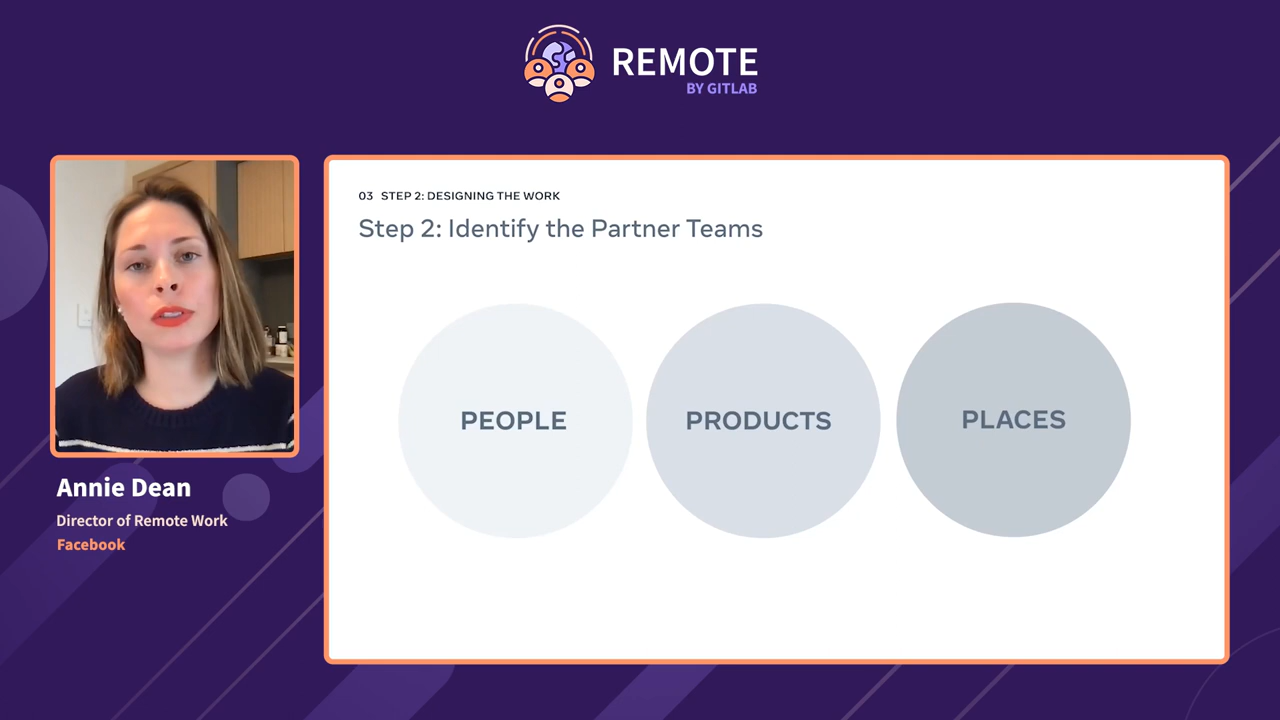 REMOTE
BY GITLAB
03 STEP 2: DESIGNING THE WORK
Step 2: Identify the Partner Teams
PEOPLE
PRODUCTS
PLACES
Annie Dean
Director of Remote Work
Facebook